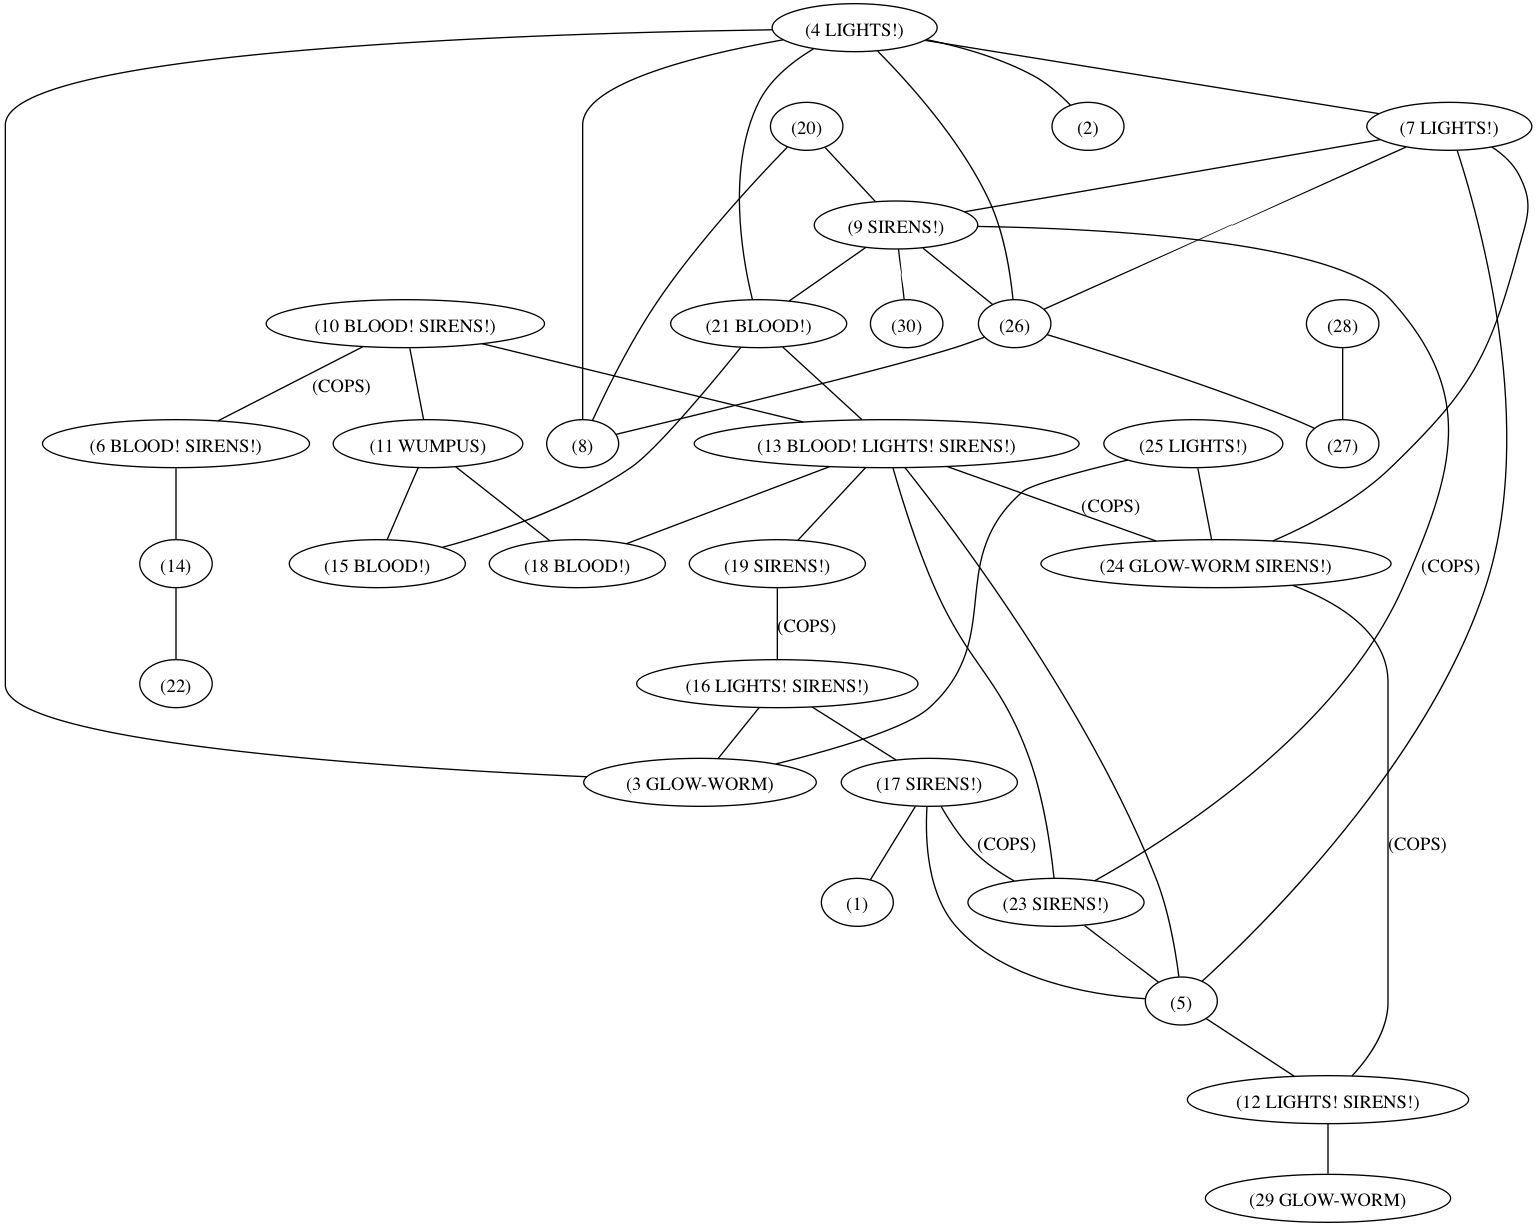 (4 LIGHTS!)
(20)
(2)
(7 LIGHTS!)
(9 SIRENS!)
(10 BLOOD! SIRENS!)
(21 BLOOD!)
(30)
(26)
(28)
(COPS)
(6 BLOOD! SIRENS!)
(11 WUMPUS)
(8)
(13 BLOOD! LIGHTS! SIRENS!)
(25 LIGHTS!)
(27)
(COPS)
(14)
(15 BLOOD!)
(18 BLOOD!)
(19 SIRENS!)
(24 GLOW-WORM SIRENS!)
(COPS)
(COPS)
(22)
(16 LIGHTS! SIRENS!)
(3 GLOW-WORM)
(17 SIRENS!)
(COPS)
(COPS)
(1)
(23 SIRENS!)
(5)
(12 LIGHTS! SIRENS!)
(29 GLOW-WORM)